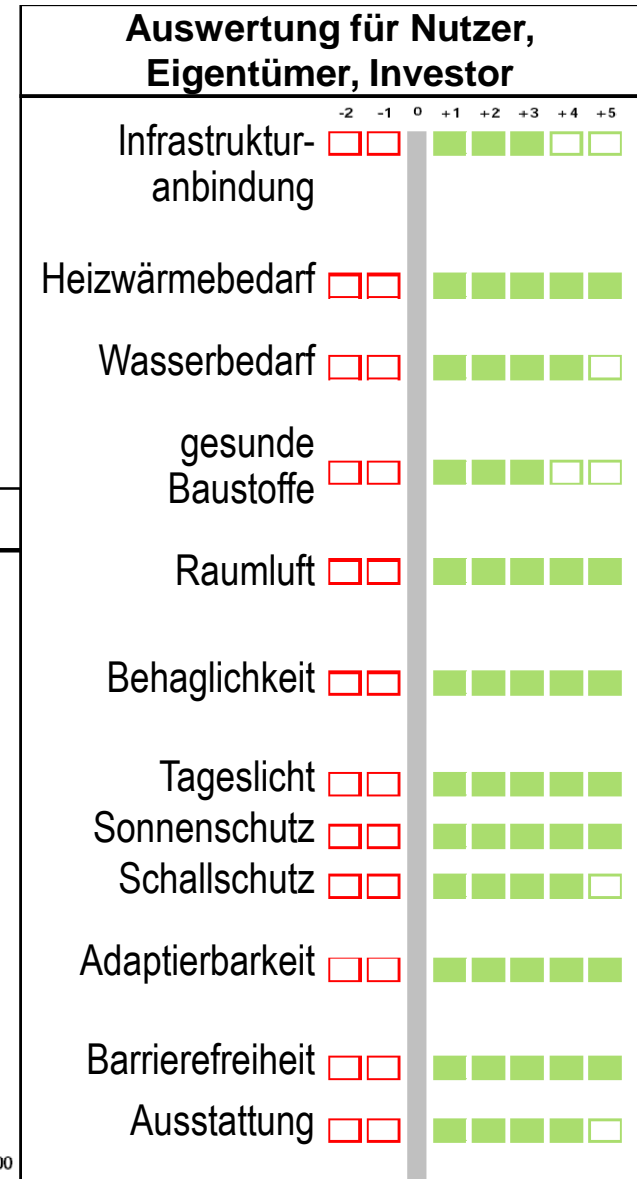 Auswertung für Nutzer,
Eigentümer, Investor
-2 -1 0 +1 +2 +3 +4 +5
Infrastruktur-
anbindung
Heizwärmebedarf
Wasserbedarf
gesunde
Baustoffe
Raumluft
Behaglichkeit
Tageslicht
Sonnenschutz
Schallschutz
Adaptierbarkeit
Barrierefreiheit
Ausstattung